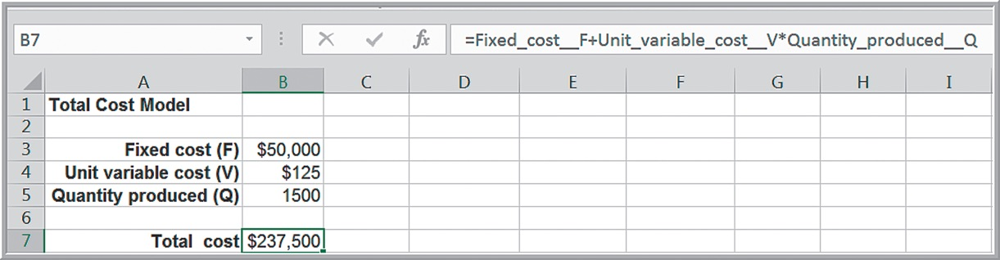 B7 fx =Fixed_cost__F+Unit_variable_cost__V*Quantity_produced__Q
A B C D E F G H I
1 Total Cost Model
2
3 Fixed cost (F) $50,000
4 Unit variable cost (V) $125
5 Quantity produced (Q) 1500
6
7 Total cost $237,500